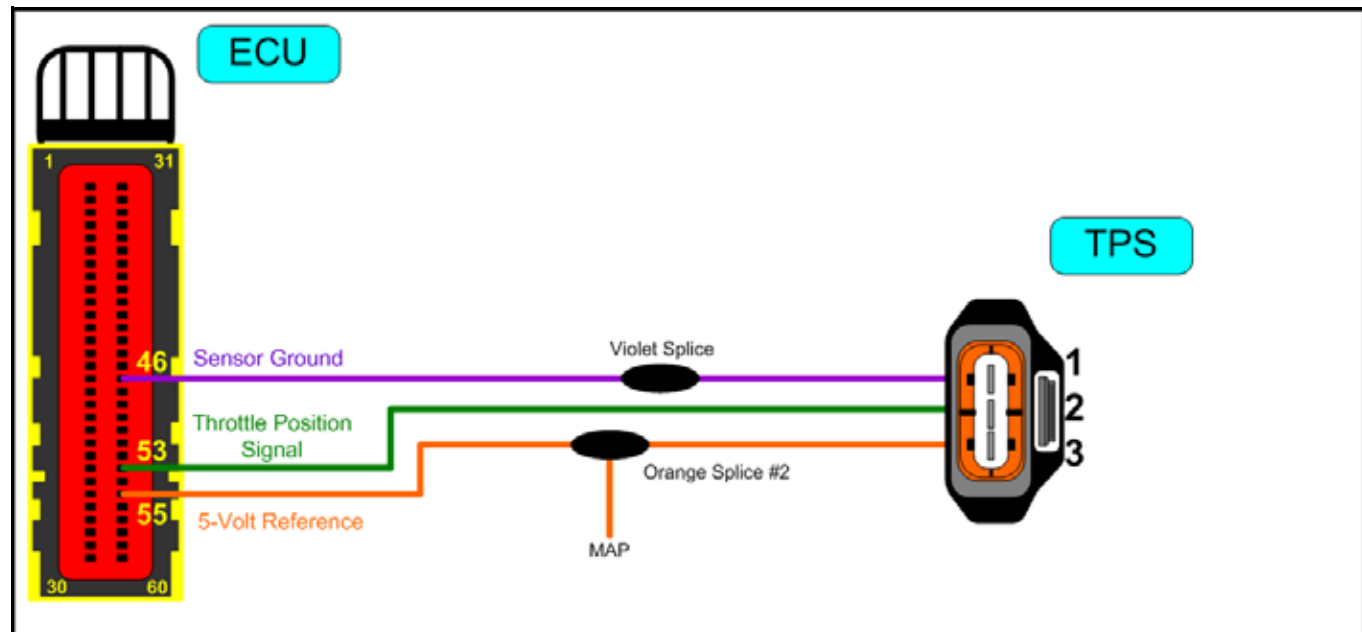 ECU
1 31
TPS
Violet Splice
46 Sensor Ground
1
2
3
Throttle Position
Signal
53
Orange Splice #2
55 5-Volt Reference
MAP
30 60